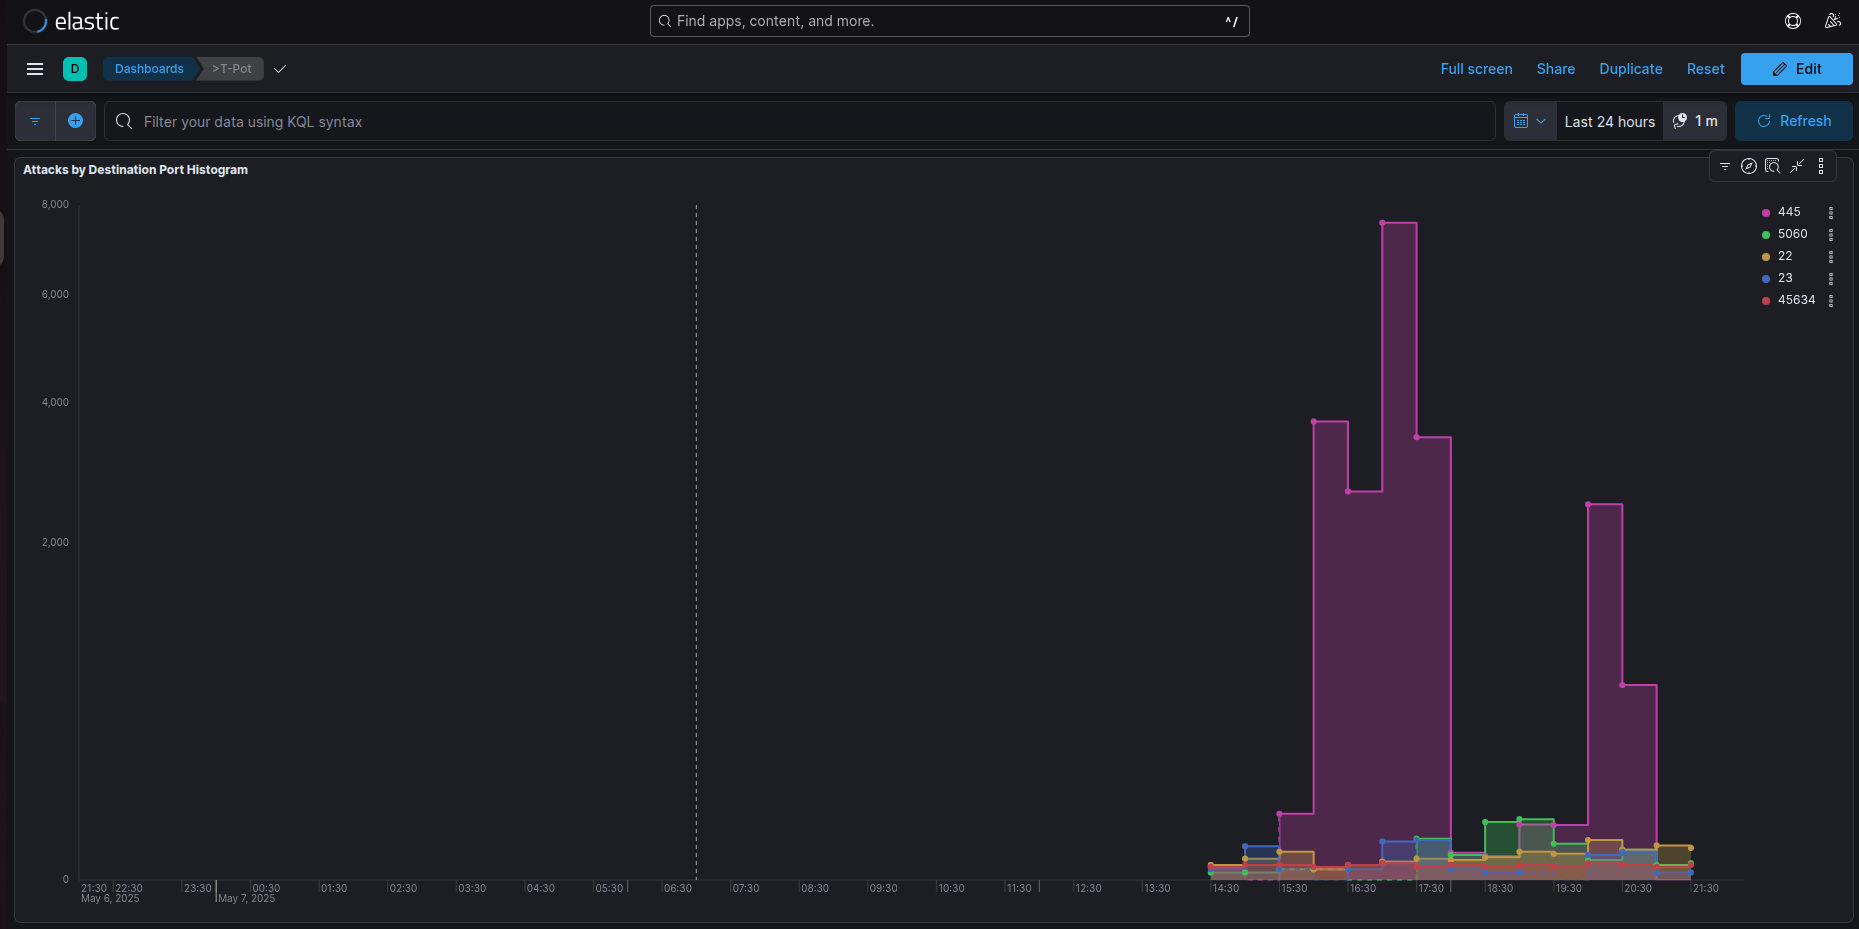 elastic
Find apps, content, and more.
^/
D
Dashboards
>T-Pot
Full screen
Share
Duplicate
Reset
Edit
Filter your data using KQL syntax
Last 24 hours
1 m
Refresh
Attacks by Destination Port Histogram
8,000
6,000
4,000
2,000
0
445
5060
22
23
45634
21:30 22:30 23:30 00:30 01:30 02:30 03:30 04:30 05:30 06:30 07:30 08:30 09:30 10:30 11:30 12:30 13:30 14:30 15:30 16:30 17:30 18:30 19:30 20:30 21:30
May 6, 2025 May 7, 2025